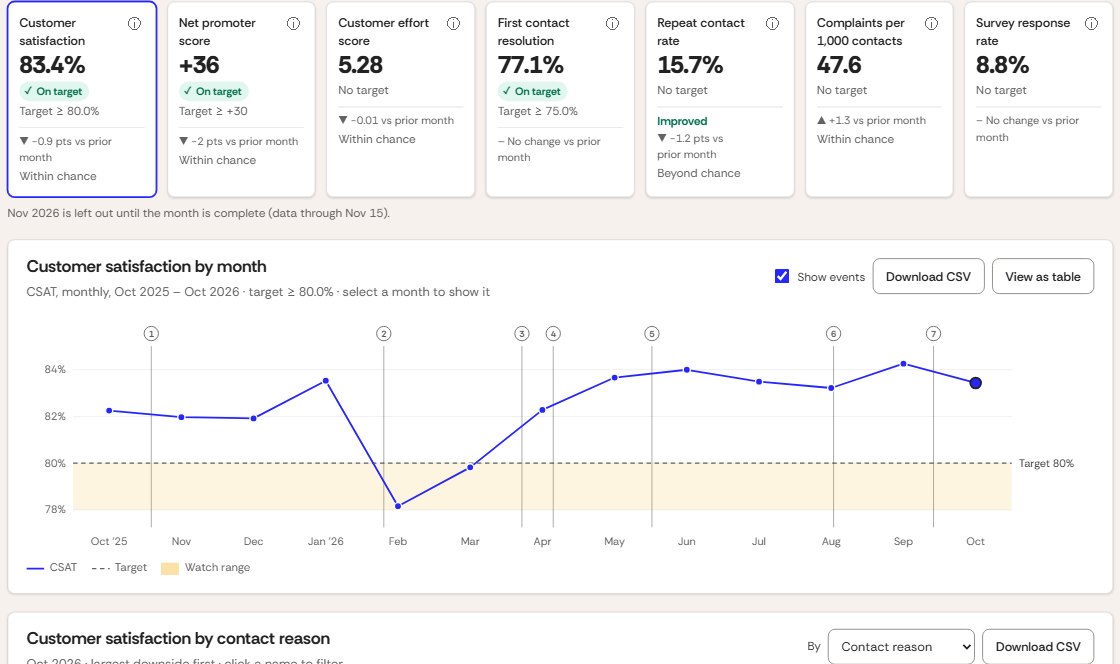 Customer satisfaction
83.4%
✓ On target
Target ≥ 80.0%
▼ -0.9 pts vs prior month
Within chance
Net promoter score
+36
✓ On target
Target ≥ +30
▼ -2 pts vs prior month
Within chance
Customer effort score
5.28
No target
▼ -0.01 vs prior month
Within chance
First contact resolution
77.1%
✓ On target
Target ≥ 75.0%
– No change vs prior month
Repeat contact rate
15.7%
No target
Improved
▼ -1.2 pts vs prior month
Beyond chance
Complaints per 1,000 contacts
47.6
No target
▲ +1.3 vs prior month
Within chance
Survey response rate
8.8%
No target
– No change vs prior month
Nov 2026 is left out until the month is complete (data through Nov 15).
Customer satisfaction by month
CSAT, monthly, Oct 2025 – Oct 2026 · target ≥ 80.0% · select a month to show it
Show events
Download CSV
View as table
1 2 3 4 5 6 7
84%
82%
80%
78%
Target 80%
Oct '25 Nov Dec Jan '26 Feb Mar Apr May Jun Jul Aug Sep Oct
CSAT Target Watch range
Customer satisfaction by contact reason
By Contact reason
Download CSV
Oct 2026 · largest downside first · click a name to filter